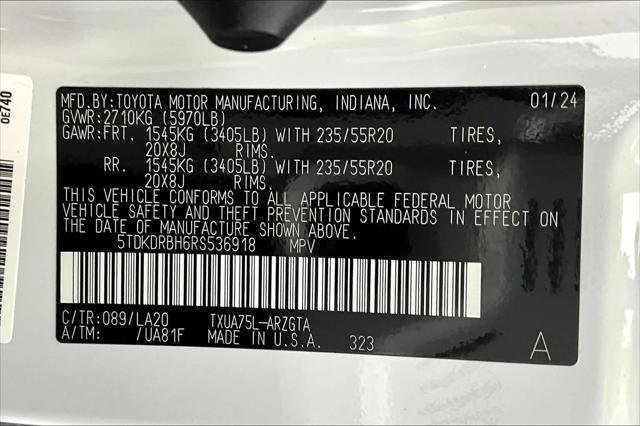 0E740
MFD.BY:TOYOTA MOTOR MANUFACTURING, INDIANA, INC. 01/24
GVWR:2710KG (5970LB)
GAWR:FRT. 1545KG (3405LB) WITH 235/55R20 TIRES,
20X8J RIMS.
RR. 1545KG (3405LB) WITH 235/55R20 TIRES,
20X8J RIMS.
THIS VEHICLE CONFORMS TO ALL APPLICABLE FEDERAL MOTOR
VEHICLE SAFETY AND THEFT PREVENTION STANDARDS IN EFFECT ON
THE DATE OF MANUFACTURE SHOWN ABOVE.
5TDKDRBH6RS536918 MPV
C/TR:089/LA20 TXUA75L-ARZGTA
A/TM: /UA81F MADE IN U.S.A. 323
A